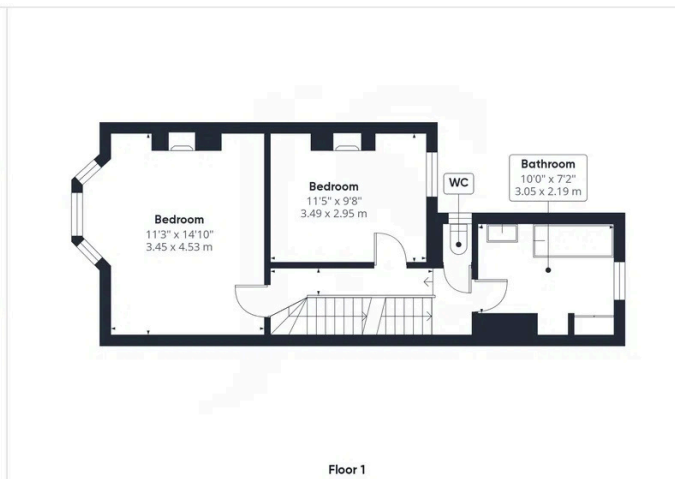 Bathroom
10'0" x 7'2"
3.05 x 2.19 m
WC
Bedroom
11'5" x 9'8"
3.49 x 2.95 m
Bedroom
11'3" x 14'10"
3.45 x 4.53 m
Floor 1